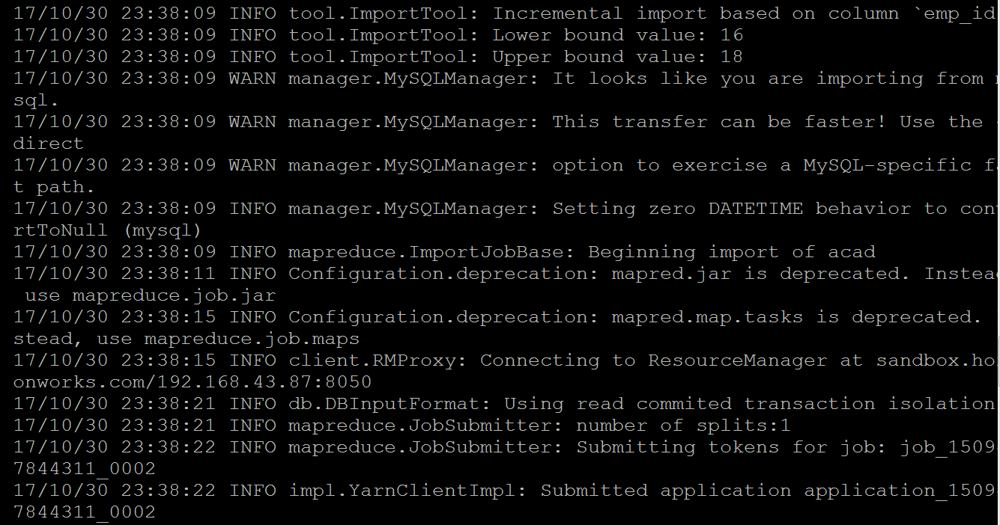 17/10/30 23:38:09 INFO tool.ImportTool: Incremental import based on column `emp_id
17/10/30 23:38:09 INFO tool.ImportTool: Lower bound value: 16
17/10/30 23:38:09 INFO tool.ImportTool: Upper bound value: 18
17/10/30 23:38:09 WARN manager.MySQLManager: It looks like you are importing from
sql.
17/10/30 23:38:09 WARN manager.MySQLManager: This transfer can be faster! Use the
direct
17/10/30 23:38:09 WARN manager.MySQLManager: option to exercise a MySQL-specific fa
t path.
17/10/30 23:38:09 INFO manager.MySQLManager: Setting zero DATETIME behavior to con
rtToNull (mysql)
17/10/30 23:38:09 INFO mapreduce.ImportJobBase: Beginning import of acad
17/10/30 23:38:11 INFO Configuration.deprecation: mapred.jar is deprecated. Instea
use mapreduce.job.jar
17/10/30 23:38:15 INFO Configuration.deprecation: mapred.map.tasks is deprecated.
stead, use mapreduce.job.maps
17/10/30 23:38:15 INFO client.RMProxy: Connecting to ResourceManager at sandbox.ho
onworks.com/192.168.43.87:8050
17/10/30 23:38:21 INFO db.DBInputFormat: Using read commited transaction isolation
17/10/30 23:38:21 INFO mapreduce.JobSubmitter: number of splits:1
17/10/30 23:38:22 INFO mapreduce.JobSubmitter: Submitting tokens for job: job_1509
7844311_0002
17/10/30 23:38:22 INFO impl.YarnClientImpl: Submitted application application_1509
7844311_0002